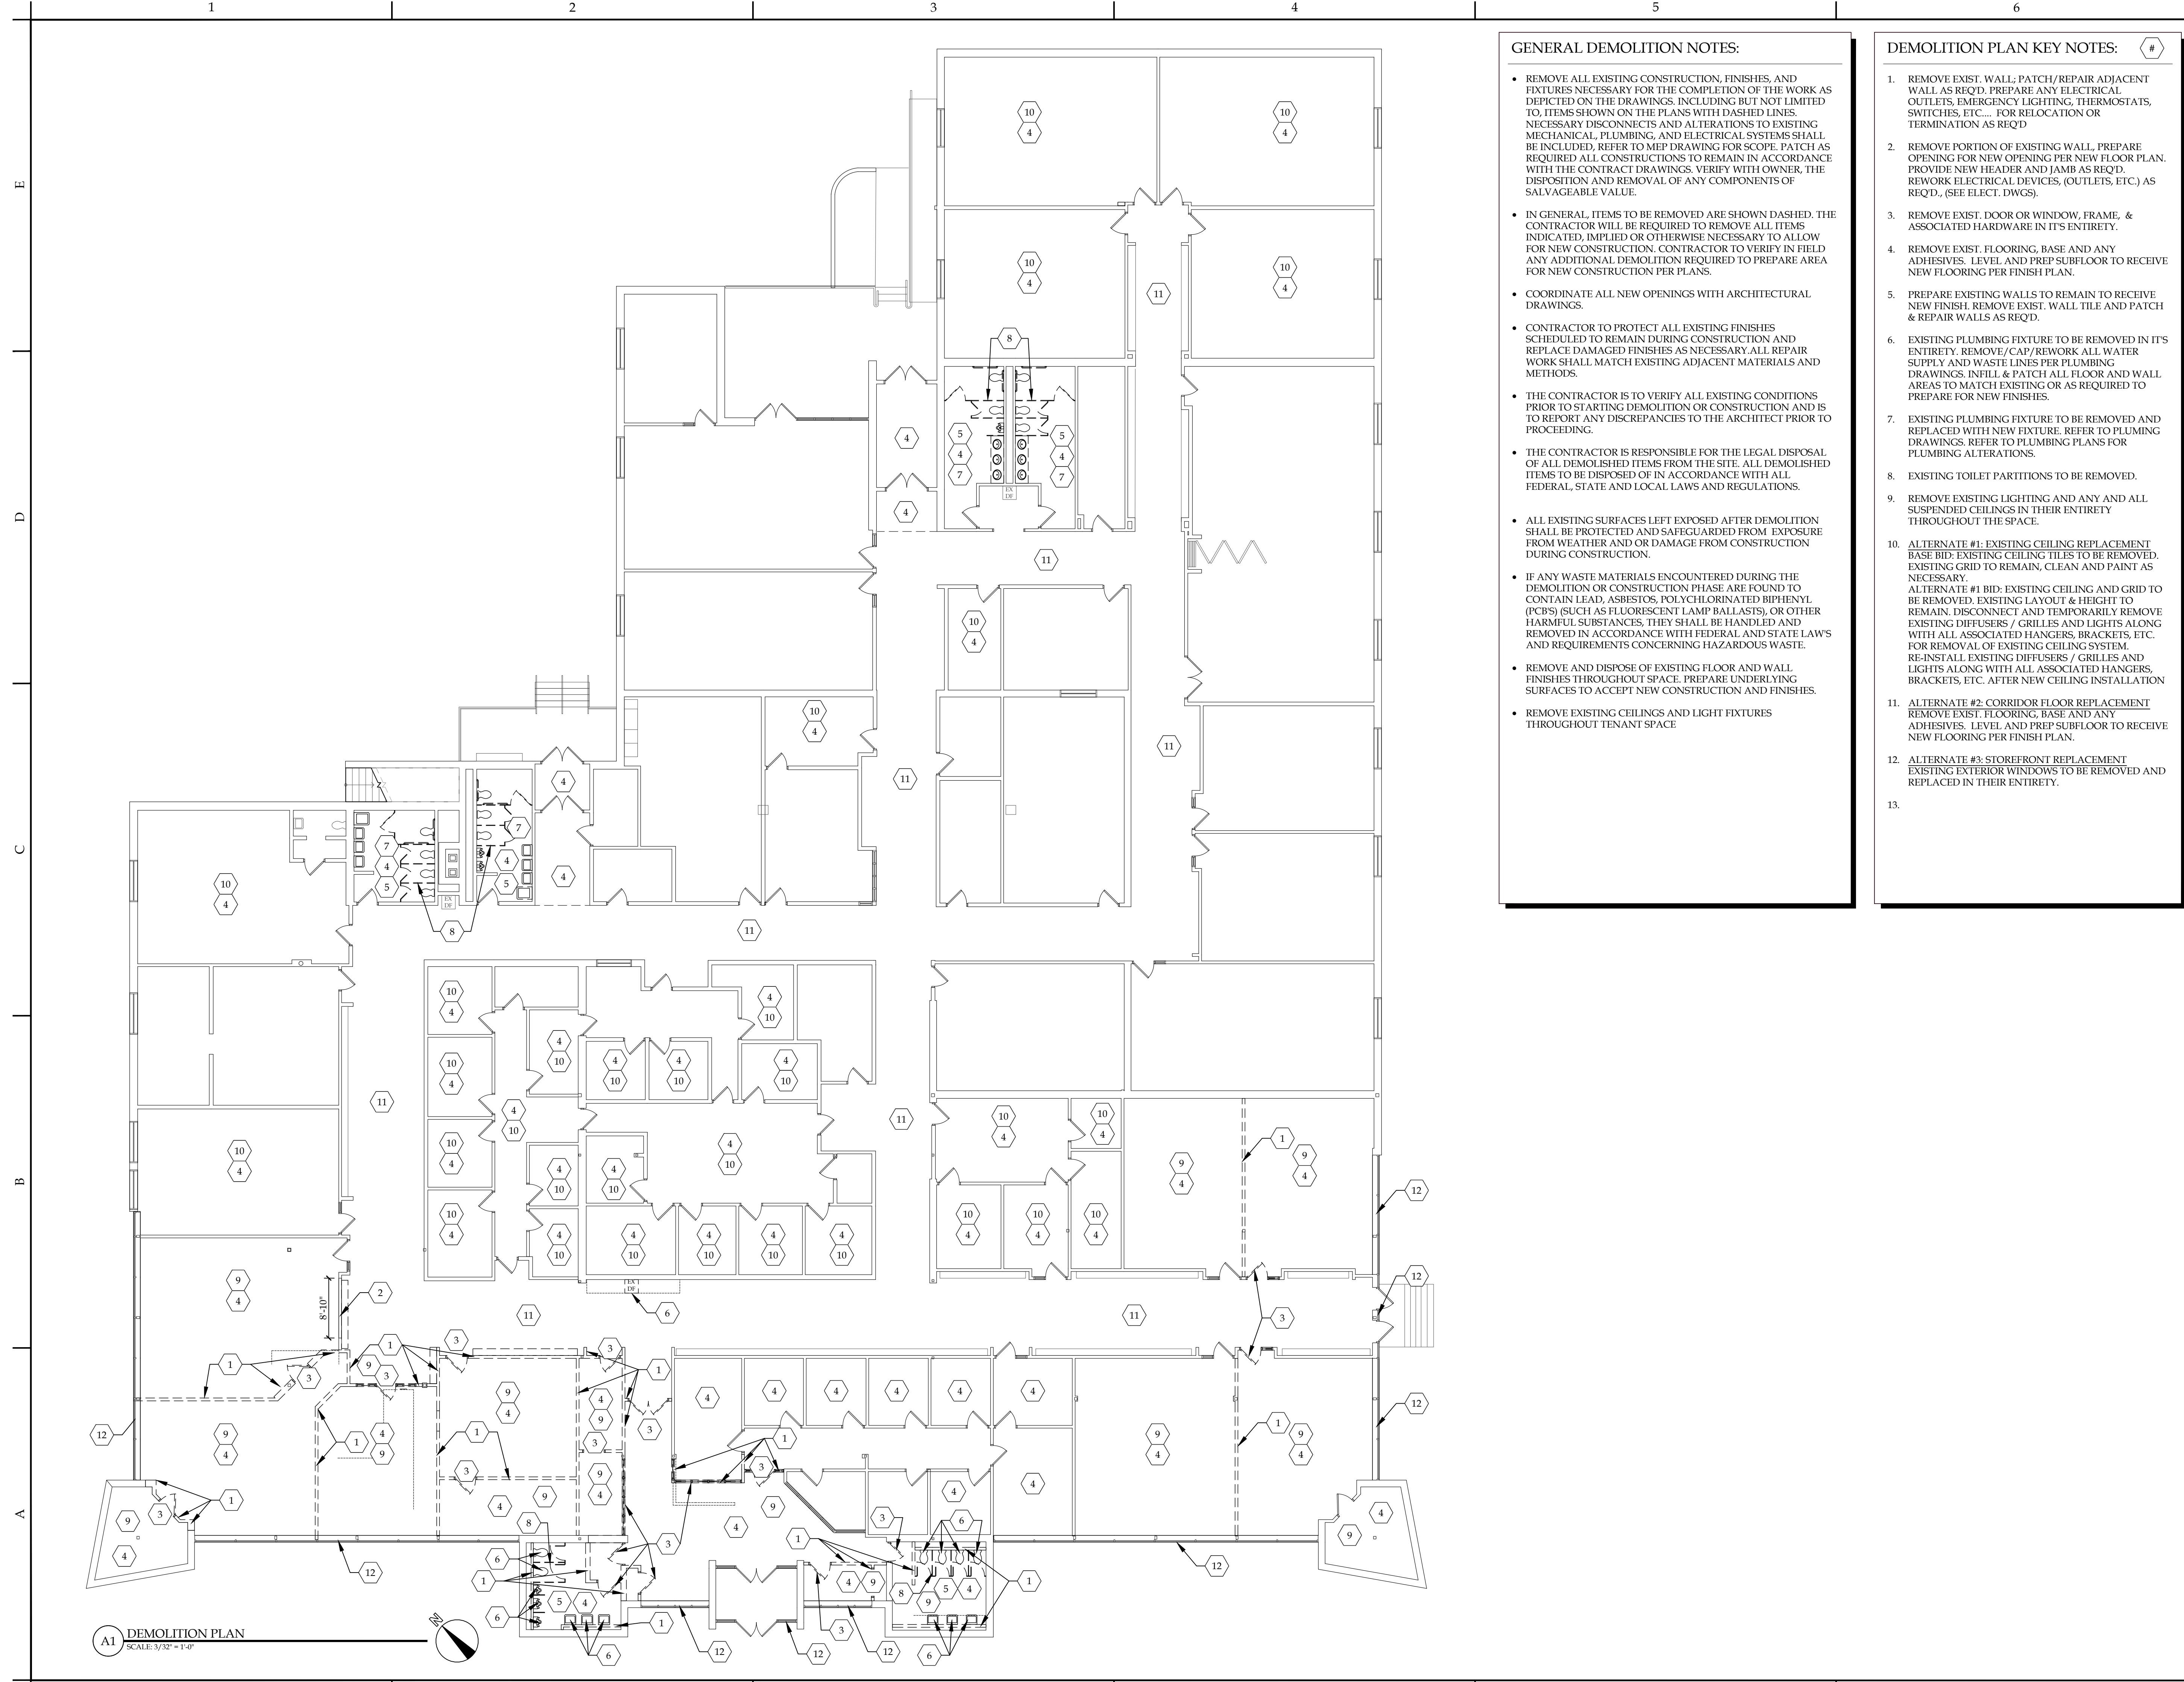 1
2
3
4
5
6
E
D
C
B
A
GENERAL DEMOLITION NOTES:
• REMOVE ALL EXISTING CONSTRUCTION, FINISHES, AND
FIXTURES NECESSARY FOR THE COMPLETION OF THE WORK AS
DEPICTED ON THE DRAWINGS. INCLUDING BUT NOT LIMITED
TO, ITEMS SHOWN ON THE PLANS WITH DASHED LINES.
NECESSARY DISCONNECTS AND ALTERATIONS TO EXISTING
MECHANICAL, PLUMBING, AND ELECTRICAL SYSTEMS SHALL
BE INCLUDED, REFER TO MEP DRAWING FOR SCOPE. PATCH AS
REQUIRED ALL CONSTRUCTIONS TO REMAIN IN ACCORDANCE
WITH THE CONTRACT DRAWINGS. VERIFY WITH OWNER, THE
DISPOSITION AND REMOVAL OF ANY COMPONENTS OF
SALVAGEABLE VALUE.
• IN GENERAL, ITEMS TO BE REMOVED ARE SHOWN DASHED. THE
CONTRACTOR WILL BE REQUIRED TO REMOVE ALL ITEMS
INDICATED, IMPLIED OR OTHERWISE NECESSARY TO ALLOW
FOR NEW CONSTRUCTION. CONTRACTOR TO VERIFY IN FIELD
ANY ADDITIONAL DEMOLITION REQUIRED TO PREPARE AREA
FOR NEW CONSTRUCTION PER PLANS.
• COORDINATE ALL NEW OPENINGS WITH ARCHITECTURAL
DRAWINGS.
• CONTRACTOR TO PROTECT ALL EXISTING FINISHES
SCHEDULED TO REMAIN DURING CONSTRUCTION AND
REPLACE DAMAGED FINISHES AS NECESSARY.ALL REPAIR
WORK SHALL MATCH EXISTING ADJACENT MATERIALS AND
METHODS.
• THE CONTRACTOR IS TO VERIFY ALL EXISTING CONDITIONS
PRIOR TO STARTING DEMOLITION OR CONSTRUCTION AND IS
TO REPORT ANY DISCREPANCIES TO THE ARCHITECT PRIOR TO
PROCEEDING.
• THE CONTRACTOR IS RESPONSIBLE FOR THE LEGAL DISPOSAL
OF ALL DEMOLISHED ITEMS FROM THE SITE. ALL DEMOLISHED
ITEMS TO BE DISPOSED OF IN ACCORDANCE WITH ALL
FEDERAL, STATE AND LOCAL LAWS AND REGULATIONS.
• ALL EXISTING SURFACES LEFT EXPOSED AFTER DEMOLITION
SHALL BE PROTECTED AND SAFEGUARDED FROM EXPOSURE
FROM WEATHER AND OR DAMAGE FROM CONSTRUCTION
DURING CONSTRUCTION.
• IF ANY WASTE MATERIALS ENCOUNTERED DURING THE
DEMOLITION OR CONSTRUCTION PHASE ARE FOUND TO
CONTAIN LEAD, ASBESTOS, POLYCHLORINATED BIPHENYL
(PCB'S) (SUCH AS FLUORESCENT LAMP BALLASTS), OR OTHER
HARMFUL SUBSTANCES, THEY SHALL BE HANDLED AND
REMOVED IN ACCORDANCE WITH FEDERAL AND STATE LAW'S
AND REQUIREMENTS CONCERNING HAZARDOUS WASTE.
• REMOVE AND DISPOSE OF EXISTING FLOOR AND WALL
FINISHES THROUGHOUT SPACE. PREPARE UNDERLYING
SURFACES TO ACCEPT NEW CONSTRUCTION AND FINISHES.
• REMOVE EXISTING CEILINGS AND LIGHT FIXTURES
THROUGHOUT TENANT SPACE
DEMOLITION PLAN KEY NOTES: #
1. REMOVE EXIST. WALL; PATCH/REPAIR ADJACENT
WALL AS REQ'D. PREPARE ANY ELECTRICAL
OUTLETS, EMERGENCY LIGHTING, THERMOSTATS,
SWITCHES, ETC.... FOR RELOCATION OR
TERMINATION AS REQ'D
2. REMOVE PORTION OF EXISTING WALL, PREPARE
OPENING FOR NEW OPENING PER NEW FLOOR PLAN.
PROVIDE NEW HEADER AND JAMB AS REQ'D.
REWORK ELECTRICAL DEVICES, (OUTLETS, ETC.) AS
REQ'D., (SEE ELECT. DWGS).
3. REMOVE EXIST. DOOR OR WINDOW, FRAME, &
ASSOCIATED HARDWARE IN IT'S ENTIRETY.
4. REMOVE EXIST. FLOORING, BASE AND ANY
ADHESIVES. LEVEL AND PREP SUBFLOOR TO RECEIVE
NEW FLOORING PER FINISH PLAN.
5. PREPARE EXISTING WALLS TO REMAIN TO RECEIVE
NEW FINISH. REMOVE EXIST. WALL TILE AND PATCH
& REPAIR WALLS AS REQ'D.
6. EXISTING PLUMBING FIXTURE TO BE REMOVED IN IT'S
ENTIRETY. REMOVE/CAP/REWORK ALL WATER
SUPPLY AND WASTE LINES PER PLUMBING
DRAWINGS. INFILL & PATCH ALL FLOOR AND WALL
AREAS TO MATCH EXISTING OR AS REQUIRED TO
PREPARE FOR NEW FINISHES.
7. EXISTING PLUMBING FIXTURE TO BE REMOVED AND
REPLACED WITH NEW FIXTURE. REFER TO PLUMING
DRAWINGS. REFER TO PLUMBING PLANS FOR
PLUMBING ALTERATIONS.
8. EXISTING TOILET PARTITIONS TO BE REMOVED.
9. REMOVE EXISTING LIGHTING AND ANY AND ALL
SUSPENDED CEILINGS IN THEIR ENTIRETY
THROUGHOUT THE SPACE.
10. ALTERNATE #1: EXISTING CEILING REPLACEMENT
BASE BID: EXISTING CEILING TILES TO BE REMOVED.
EXISTING GRID TO REMAIN, CLEAN AND PAINT AS
NECESSARY.
ALTERNATE #1 BID: EXISTING CEILING AND GRID TO
BE REMOVED. EXISTING LAYOUT & HEIGHT TO
REMAIN. DISCONNECT AND TEMPORARILY REMOVE
EXISTING DIFFUSERS / GRILLES AND LIGHTS ALONG
WITH ALL ASSOCIATED HANGERS, BRACKETS, ETC.
FOR REMOVAL OF EXISTING CEILING SYSTEM.
RE-INSTALL EXISTING DIFFUSERS / GRILLES AND
LIGHTS ALONG WITH ALL ASSOCIATED HANGERS,
BRACKETS, ETC. AFTER NEW CEILING INSTALLATION
11. ALTERNATE #2: CORRIDOR FLOOR REPLACEMENT
REMOVE EXIST. FLOORING, BASE AND ANY
ADHESIVES. LEVEL AND PREP SUBFLOOR TO RECEIVE
NEW FLOORING PER FINISH PLAN.
12. ALTERNATE #3: STOREFRONT REPLACEMENT
EXISTING EXTERIOR WINDOWS TO BE REMOVED AND
REPLACED IN THEIR ENTIRETY.
13.
EX
DF
EX
DF
EX
DF
8'-10"
N
A1 DEMOLITION PLAN
SCALE: 3/32" = 1'-0"